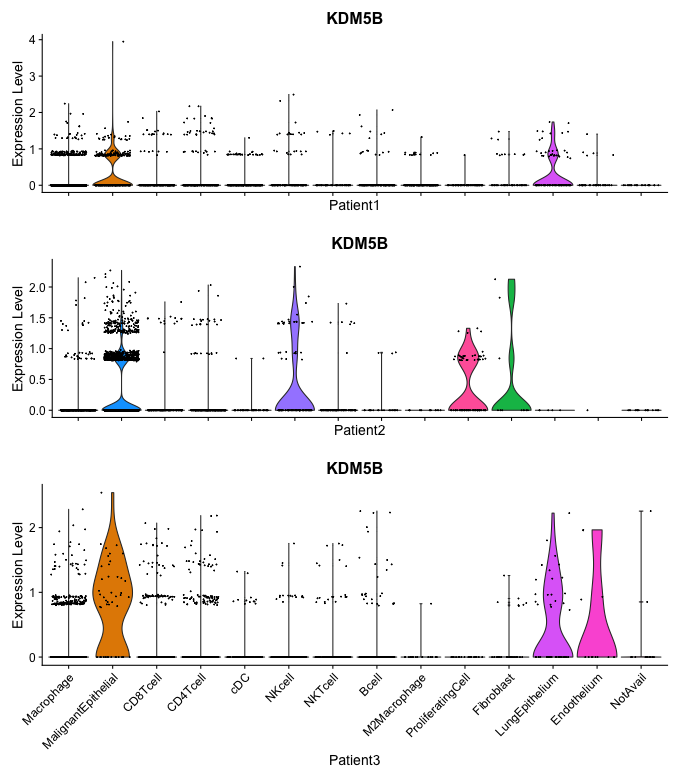 KDM5B
Expression Level
4
3
2
1
0
Patient1
KDM5B
Expression Level
2.0
1.5
1.0
0.5
0.0
Patient2
KDM5B
Expression Level
2
1
0
Macrophage
MalignantEpithelial
CD8Tcell
CD4Tcell
cDC
NKcell
NKTcell
Bcell
M2Macrophage
ProliferatingCell
Fibroblast
LungEpithelium
Endothelium
NotAvail
Patient3